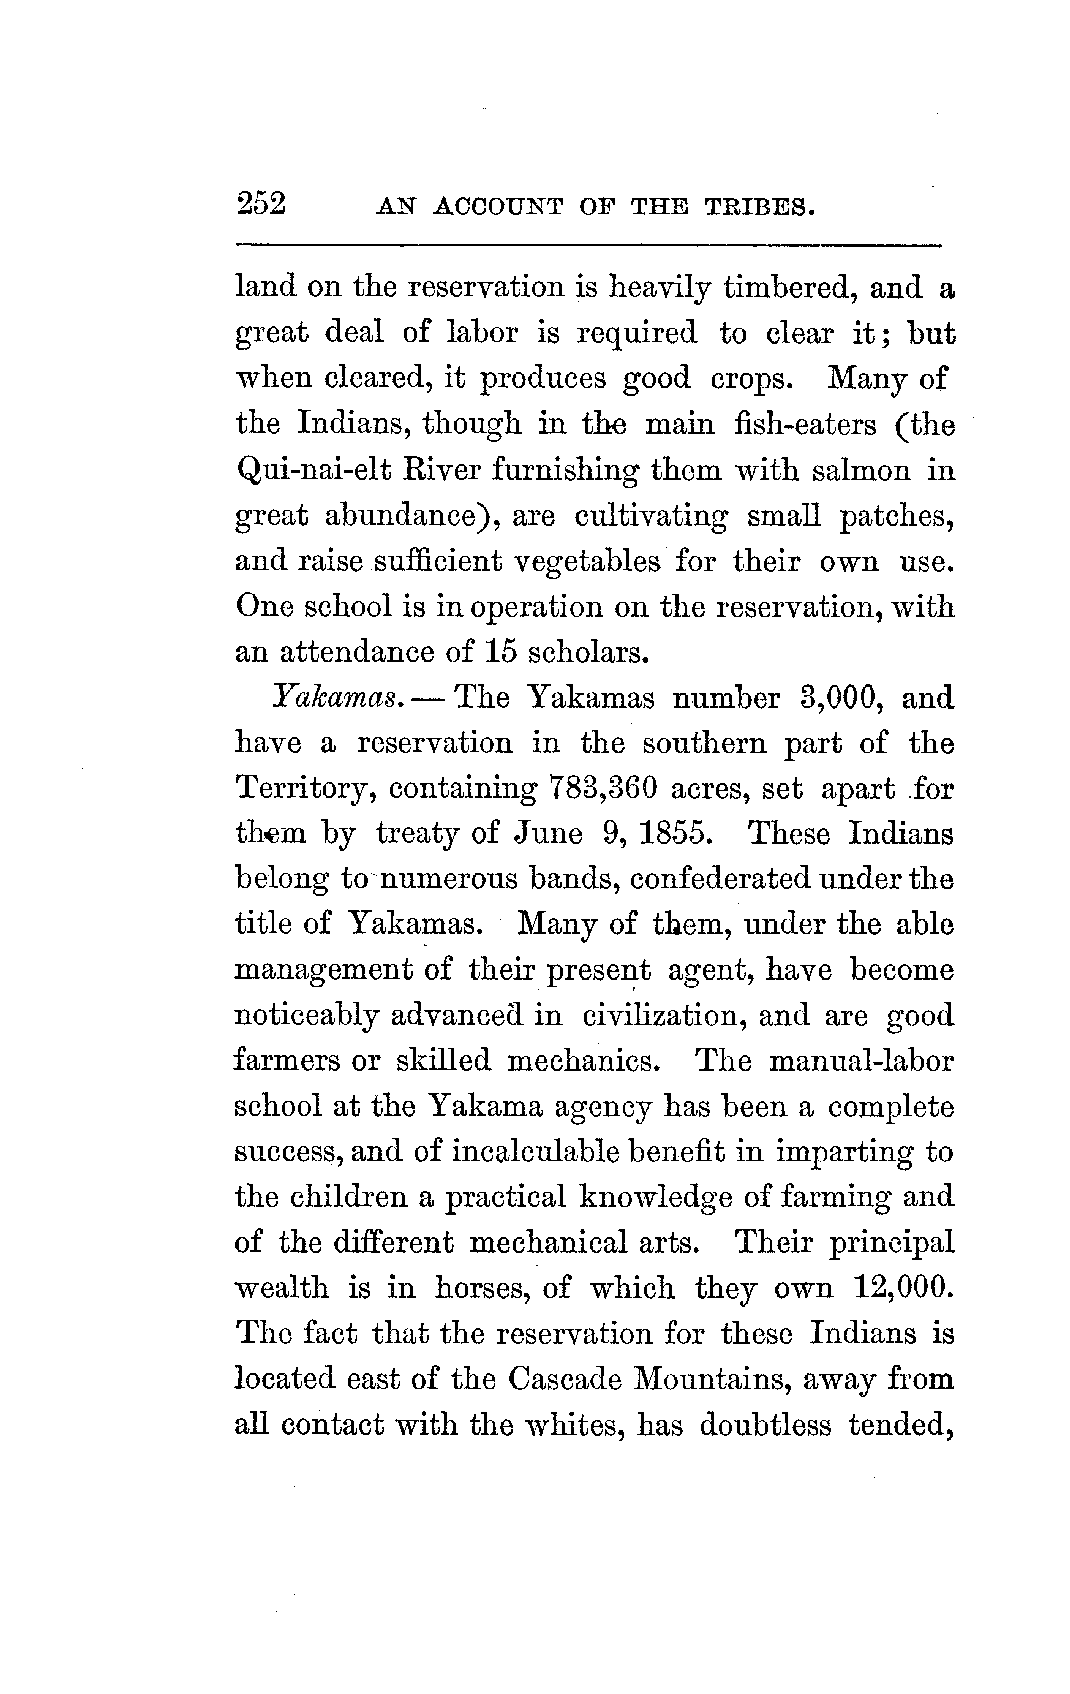 252 AN ACCOUNT OF THE TRIBES.
land on the reservation is heavily timbered, and a
great deal of labor is required to clear it; but
when cleared, it produces good crops. Many of
the Indians, though in the main fish-eaters (the
Qui-nai-elt River furnishing them with salmon in
great abundance), are cultivating small patches,
and raise sufficient vegetables for their own use.
One school is in operation on the reservation, with
an attendance of 15 scholars.
Yakamas. — The Yakamas number 3,000, and
have a reservation in the southern part of the
Territory, containing 783,360 acres, set apart for
them by treaty of June 9, 1855. These Indians
belong to numerous bands, confederated under the
title of Yakamas. Many of them, under the able
management of their present agent, have become
noticeably advanced in civilization, and are good
farmers or skilled mechanics. The manual-labor
school at the Yakama agency has been a complete
success, and of incalculable benefit in imparting to
the children a practical knowledge of farming and
of the different mechanical arts. Their principal
wealth is in horses, of which they own 12,000.
The fact that the reservation for these Indians is
located east of the Cascade Mountains, away from
all contact with the whites, has doubtless tended,